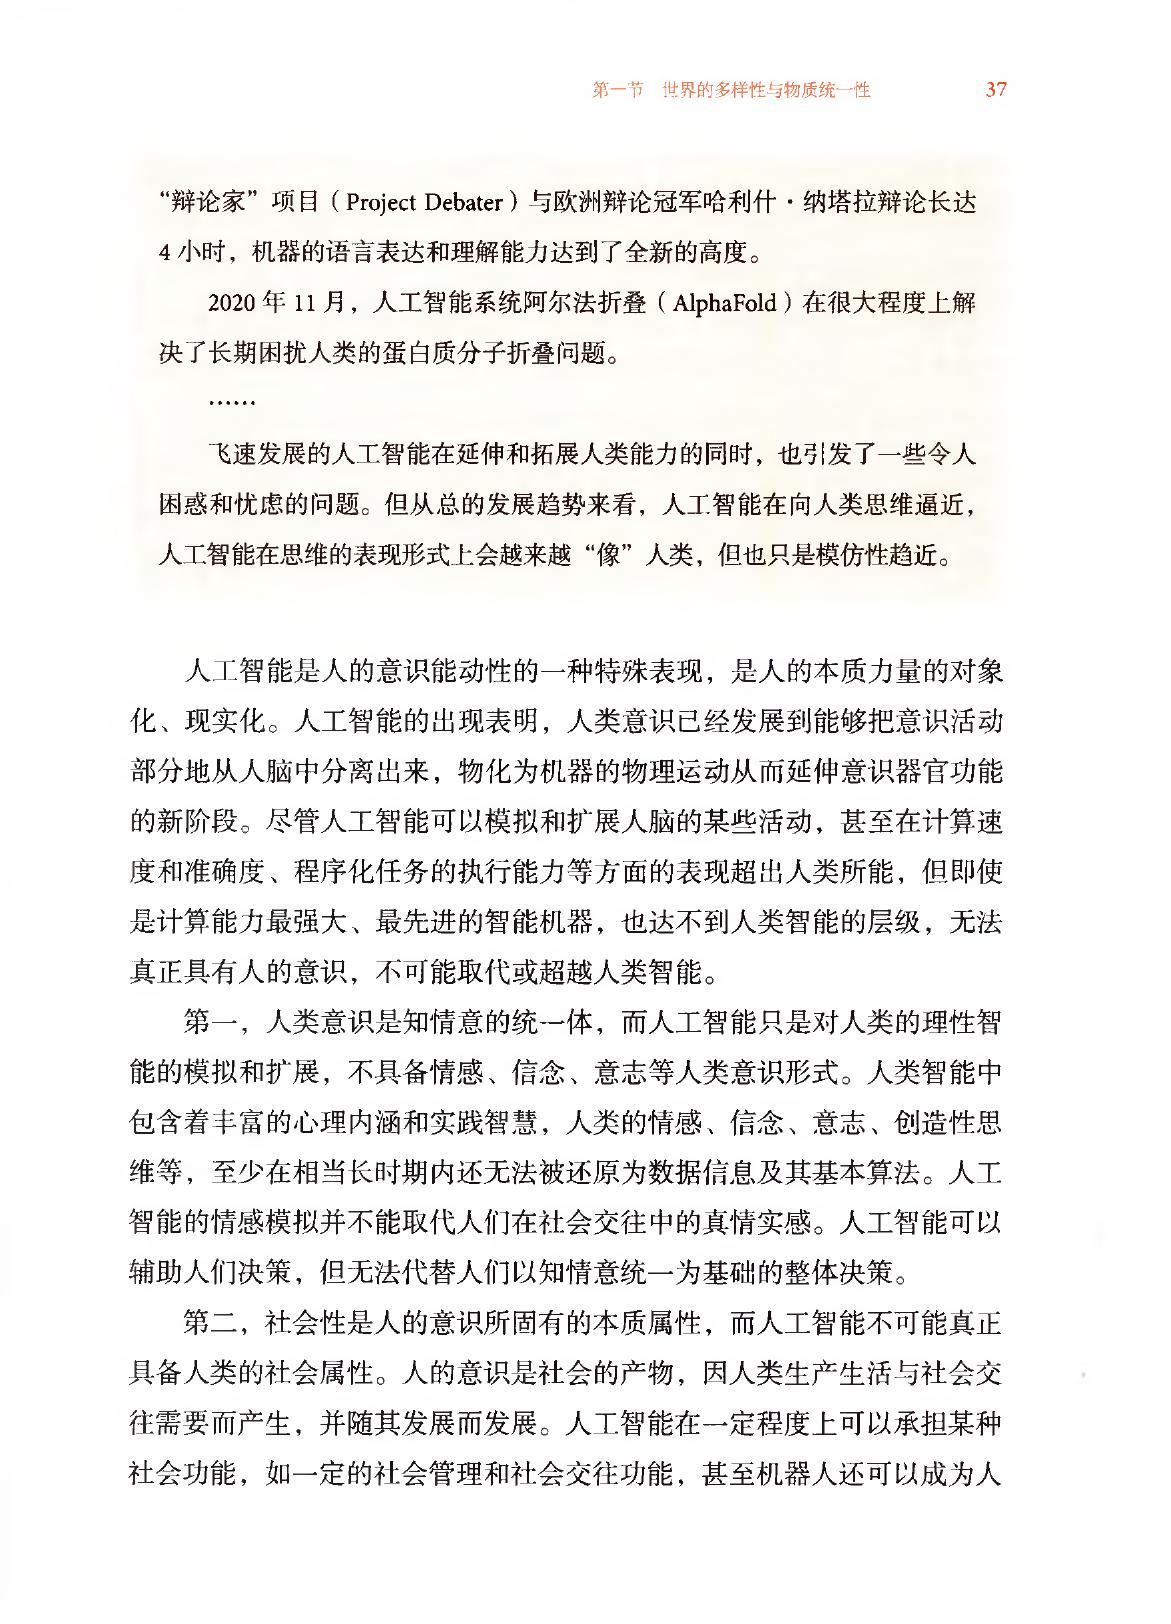 第一节 世界的多样性与物质统一性 37
“辩论家”项目（Project Debater）与欧洲辩论冠军哈利什·纳塔拉辩论长达
4 小时，机器的语言表达和理解能力达到了全新的高度。
2020 年 11 月，人工智能系统阿尔法折叠（AlphaFold）在很大程度上解
决了长期困扰人类的蛋白质分子折叠问题。
……
飞速发展的人工智能在延伸和拓展人类能力的同时，也引发了一些令人
困惑和忧虑的问题。但从总的发展趋势来看，人工智能在向人类思维逼近，
人工智能在思维的表现形式上会越来越“像”人类，但也只是模仿性趋近。
人工智能是人的意识能动性的一种特殊表现，是人的本质力量的对象
化、现实化。人工智能的出现表明，人类意识已经发展到能够把意识活动
部分地从人脑中分离出来，物化为机器的物理运动从而延伸意识器官功能
的新阶段。尽管人工智能可以模拟和扩展人脑的某些活动，甚至在计算速
度和准确度、程序化任务的执行能力等方面的表现超出人类所能，但即使
是计算能力最强大、最先进的智能机器，也达不到人类智能的层级，无法
真正具有人的意识，不可能取代或超越人类智能。
第一，人类意识是知情意的统一体，而人工智能只是对人类的理性智
能的模拟和扩展，不具备情感、信念、意志等人类意识形式。人类智能中
包含着丰富的心理内涵和实践智慧，人类的情感、信念、意志、创造性思
维等，至少在相当长时期内还无法被还原为数据信息及其基本算法。人工
智能的情感模拟并不能取代人们在社会交往中的真情实感。人工智能可以
辅助人们决策，但无法代替人们以知情意统一为基础的整体决策。
第二，社会性是人的意识所固有的本质属性，而人工智能不可能真正
具备人类的社会属性。人的意识是社会的产物，因人类生产生活与社会交
往需要而产生，并随其发展而发展。人工智能在一定程度上可以承担某种
社会功能，如一定的社会管理和社会交往功能，甚至机器人还可以成为人